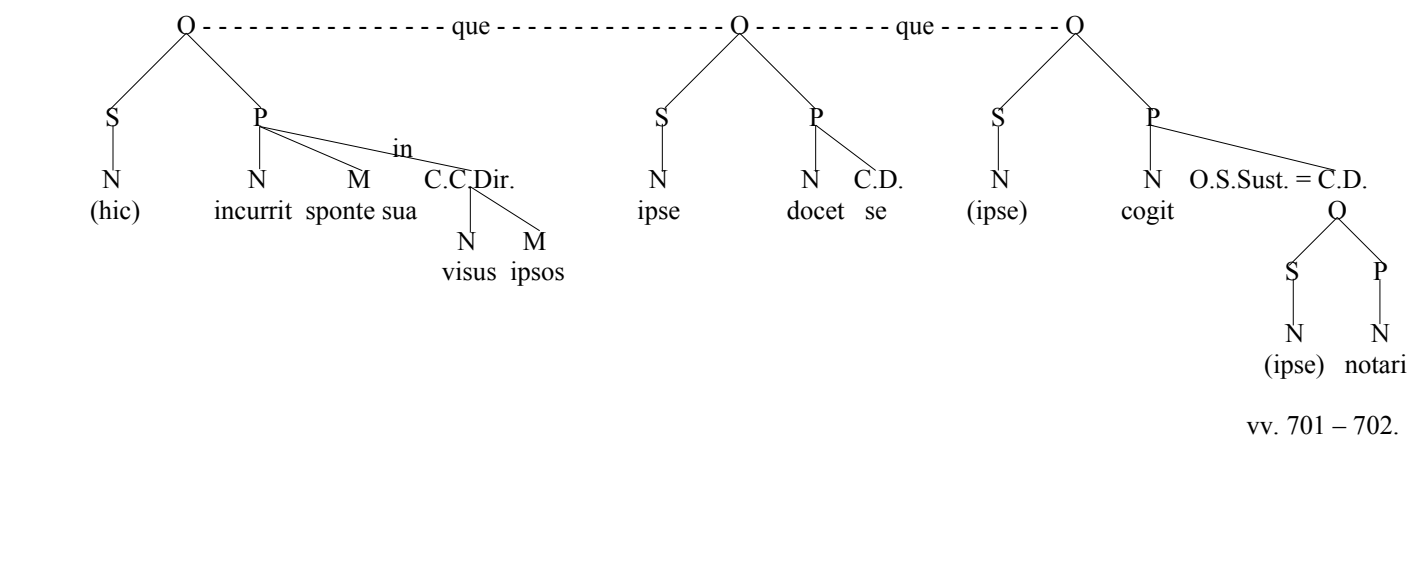 O - - - - - - - - - - - - - - - - que - - - - - - - - - - - - - - - - O - - - - - - - - - que - - - - - - - - O
S P S P S P
in
N N M C.C.Dir. N N C.D. N N O.S.Sust. = C.D.
(hic) incurrit sponte sua ipse docet se (ipse) cogit O
N M
visus ipsos S P
N N
(ipse) notari
vv. 701 – 702.